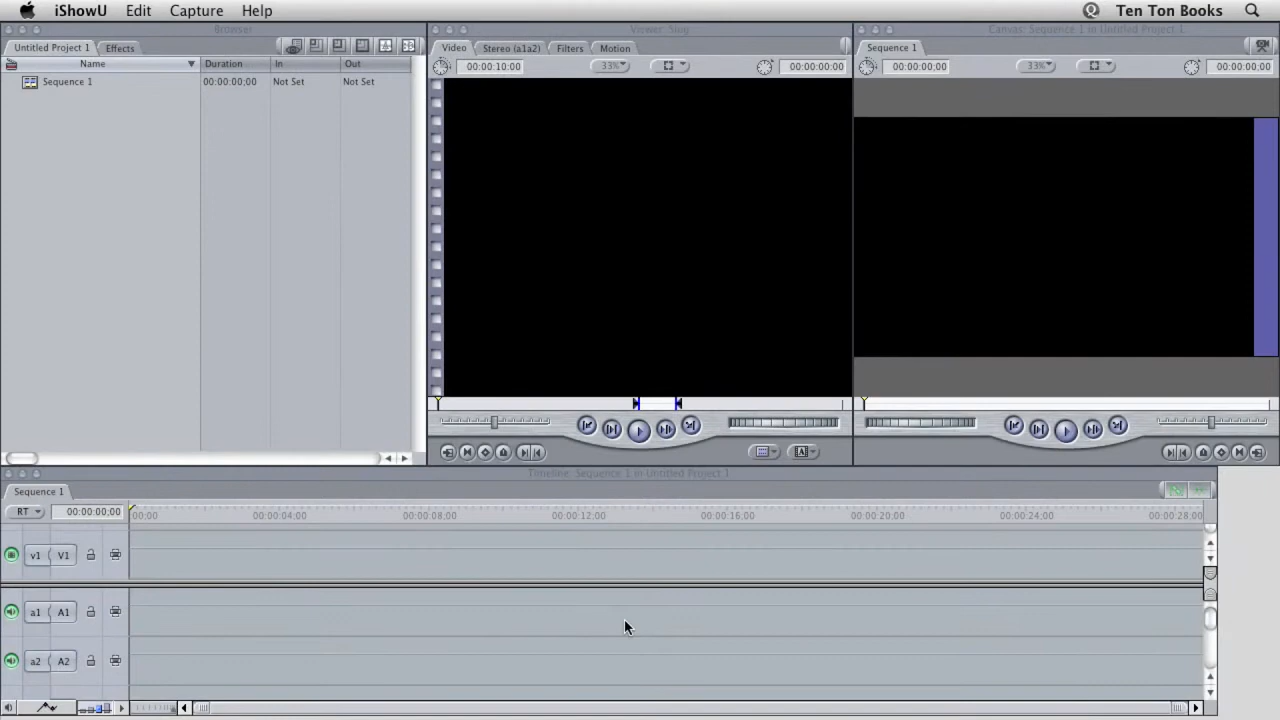 iShowU Edit Capture Help Ten Ton Books
Browser
Viewer: Slug
Canvas: Sequence 1 in Untitled Project 1
Untitled Project 1 Effects
Video Stereo (a1a2) Filters Motion
Sequence 1
Name Duration In Out
00:00:10:00 33% 00:00:00:00
00:00:00;00 33% 00:00:00;00
Sequence 1 00:00:00;00 Not Set Not Set
Timeline: Sequence 1 in Untitled Project 1
Sequence 1
RT 00:00:00;00 00;00 00:00:04;00 00:00:08;00 00:00:12;00 00:00:16;00 00:00:20;00 00:00:24;00 00:00:28;00
v1 V1
a1 A1
a2 A2